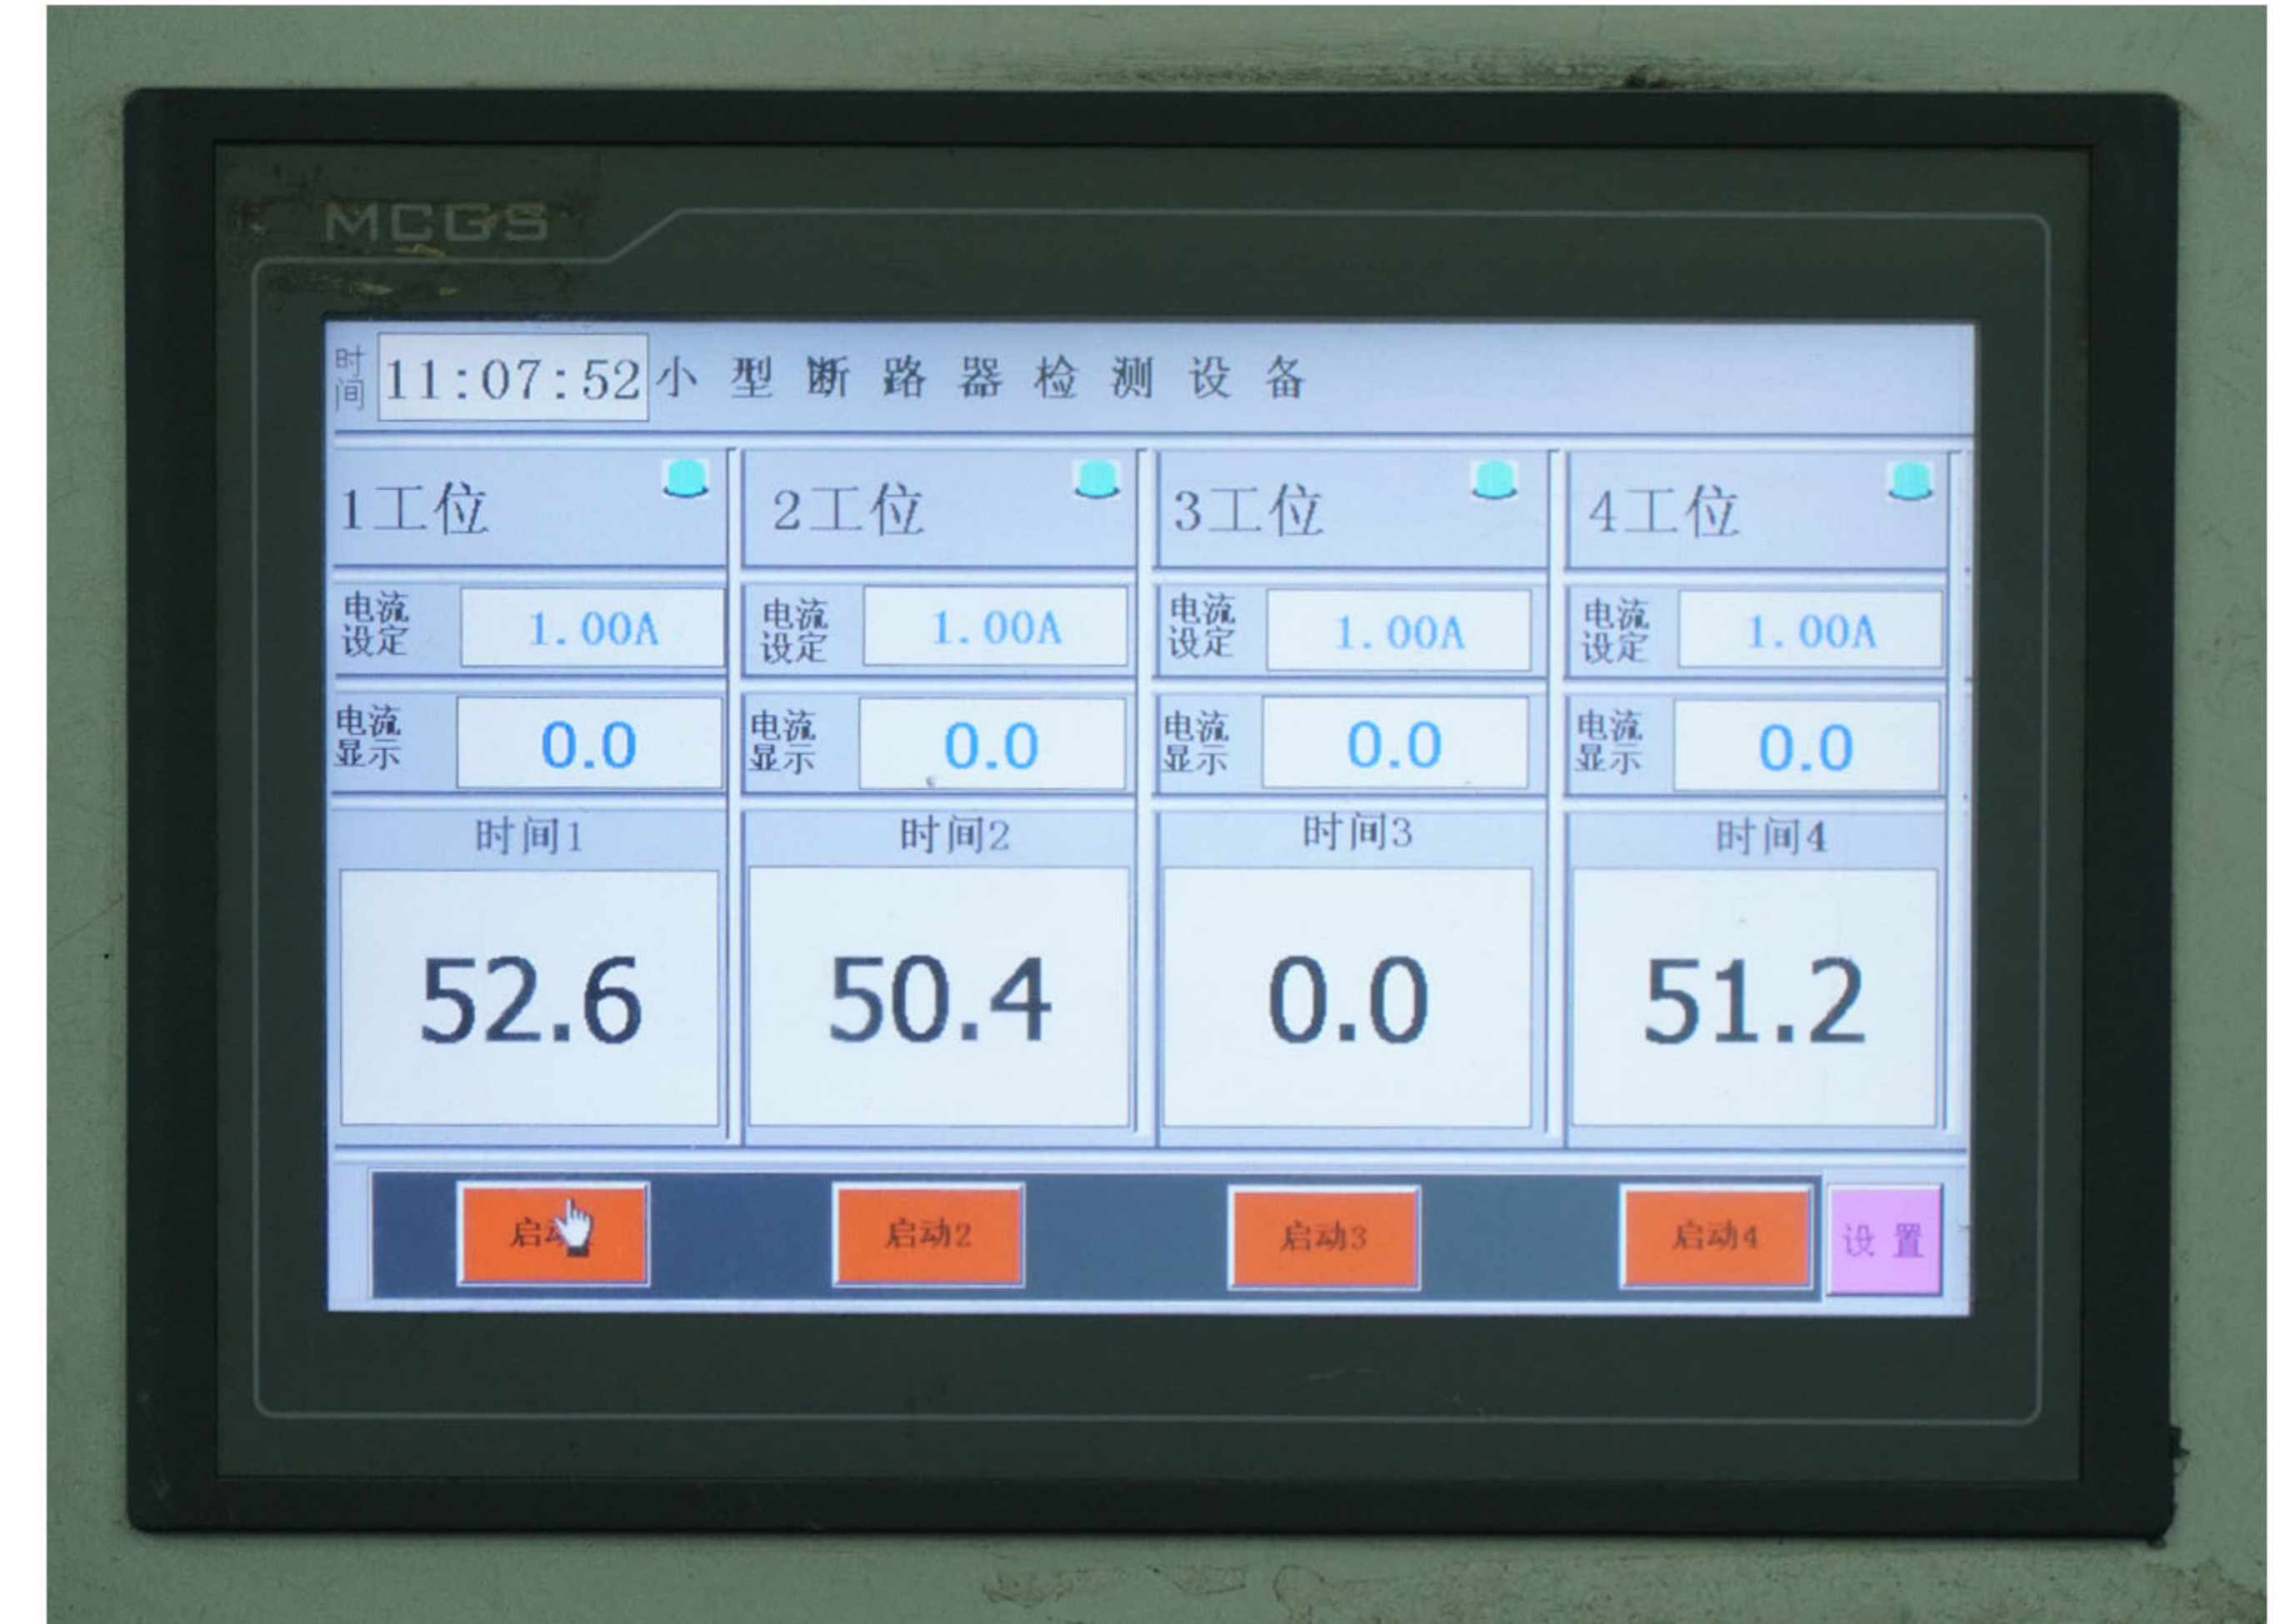 MCGS
时间 11:07:52 小型断路器检测设备
1工位 2工位 3工位 4工位
电流设定 1.00A 电流设定 1.00A 电流设定 1.00A 电流设定 1.00A
电流显示 0.0 电流显示 0.0 电流显示 0.0 电流显示 0.0
时间1 时间2 时间3 时间4
52.6 50.4 0.0 51.2
启动 启动2 启动3 启动4 设置